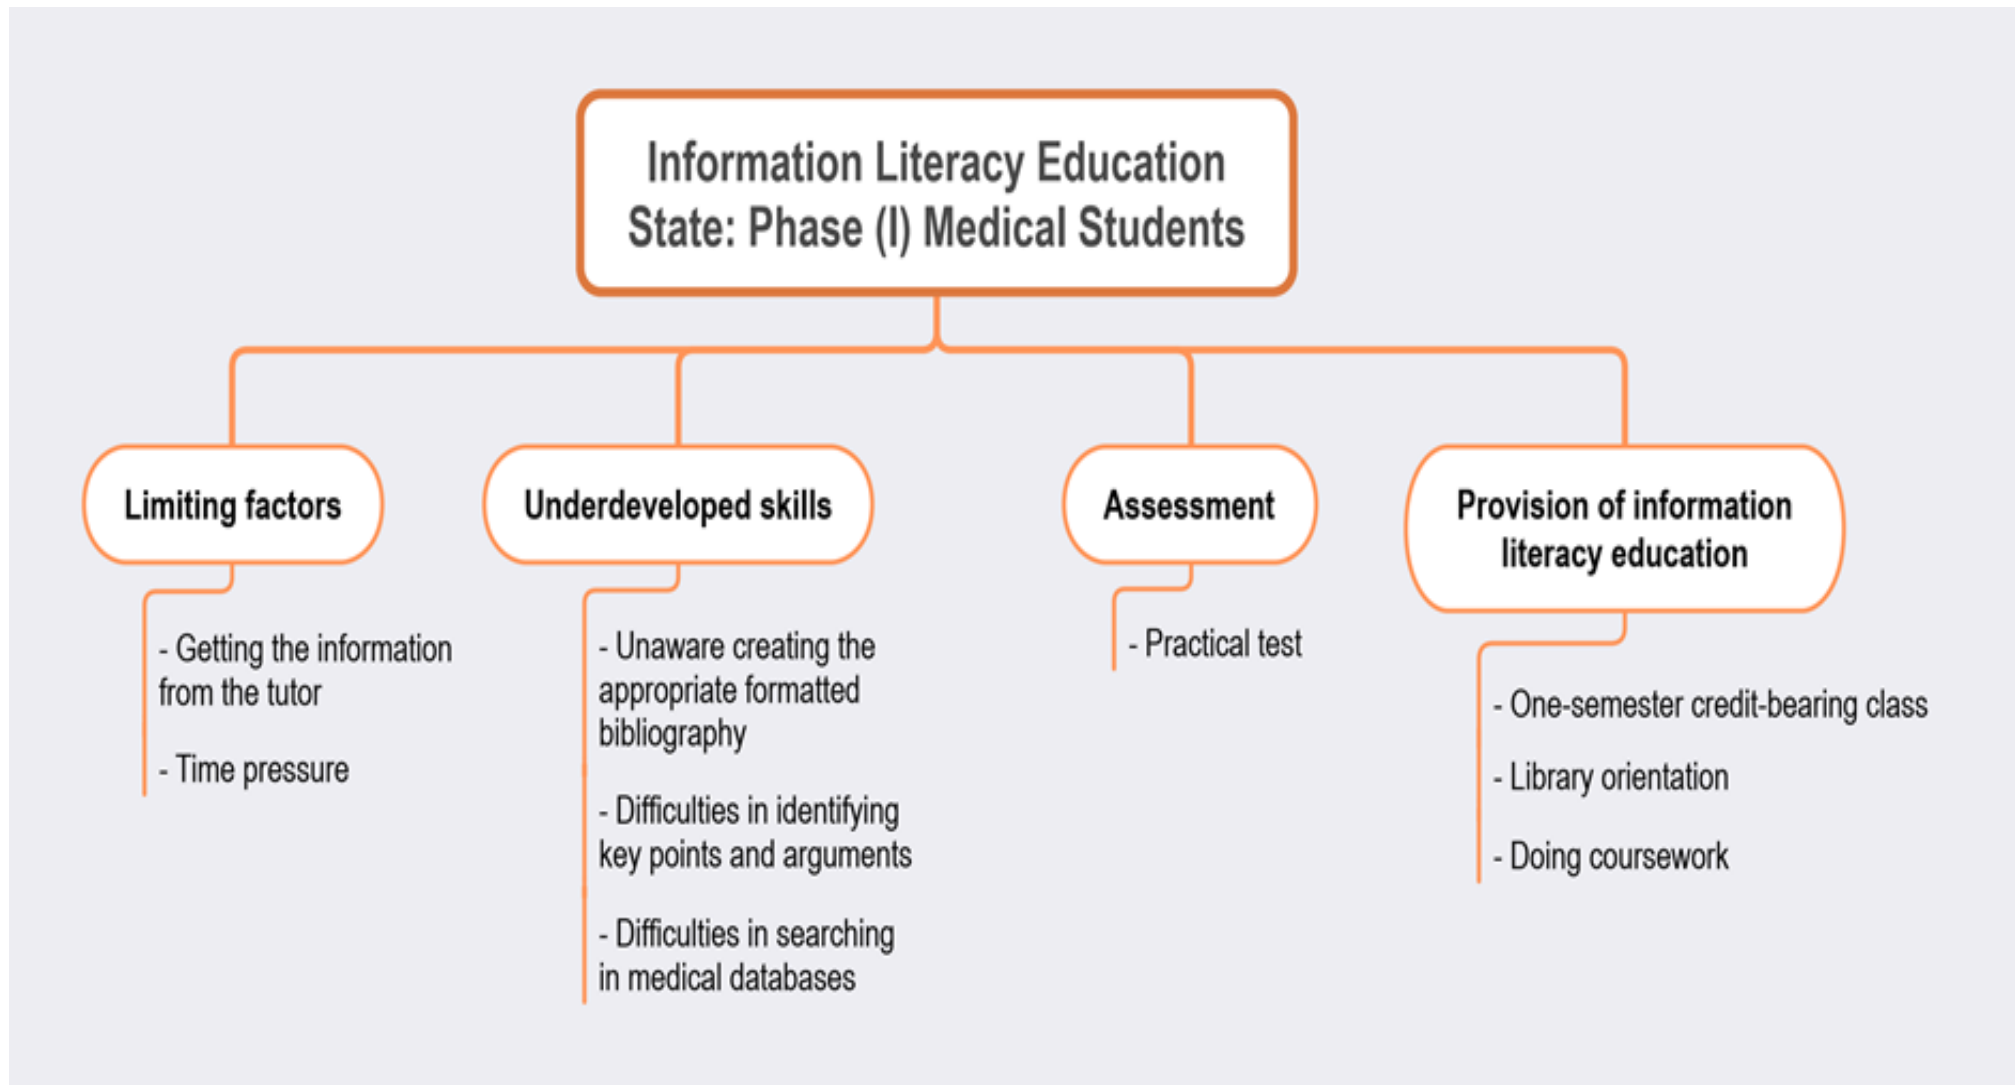 Information Literacy Education
State: Phase (I) Medical Students
Limiting factors
- Getting the information
from the tutor
- Time pressure
Underdeveloped skills
- Unaware creating the
appropriate formatted
bibliography
- Difficulties in identifying
key points and arguments
- Difficulties in searching
in medical databases
Assessment
- Practical test
Provision of information
literacy education
- One-semester credit-bearing class
- Library orientation
- Doing coursework